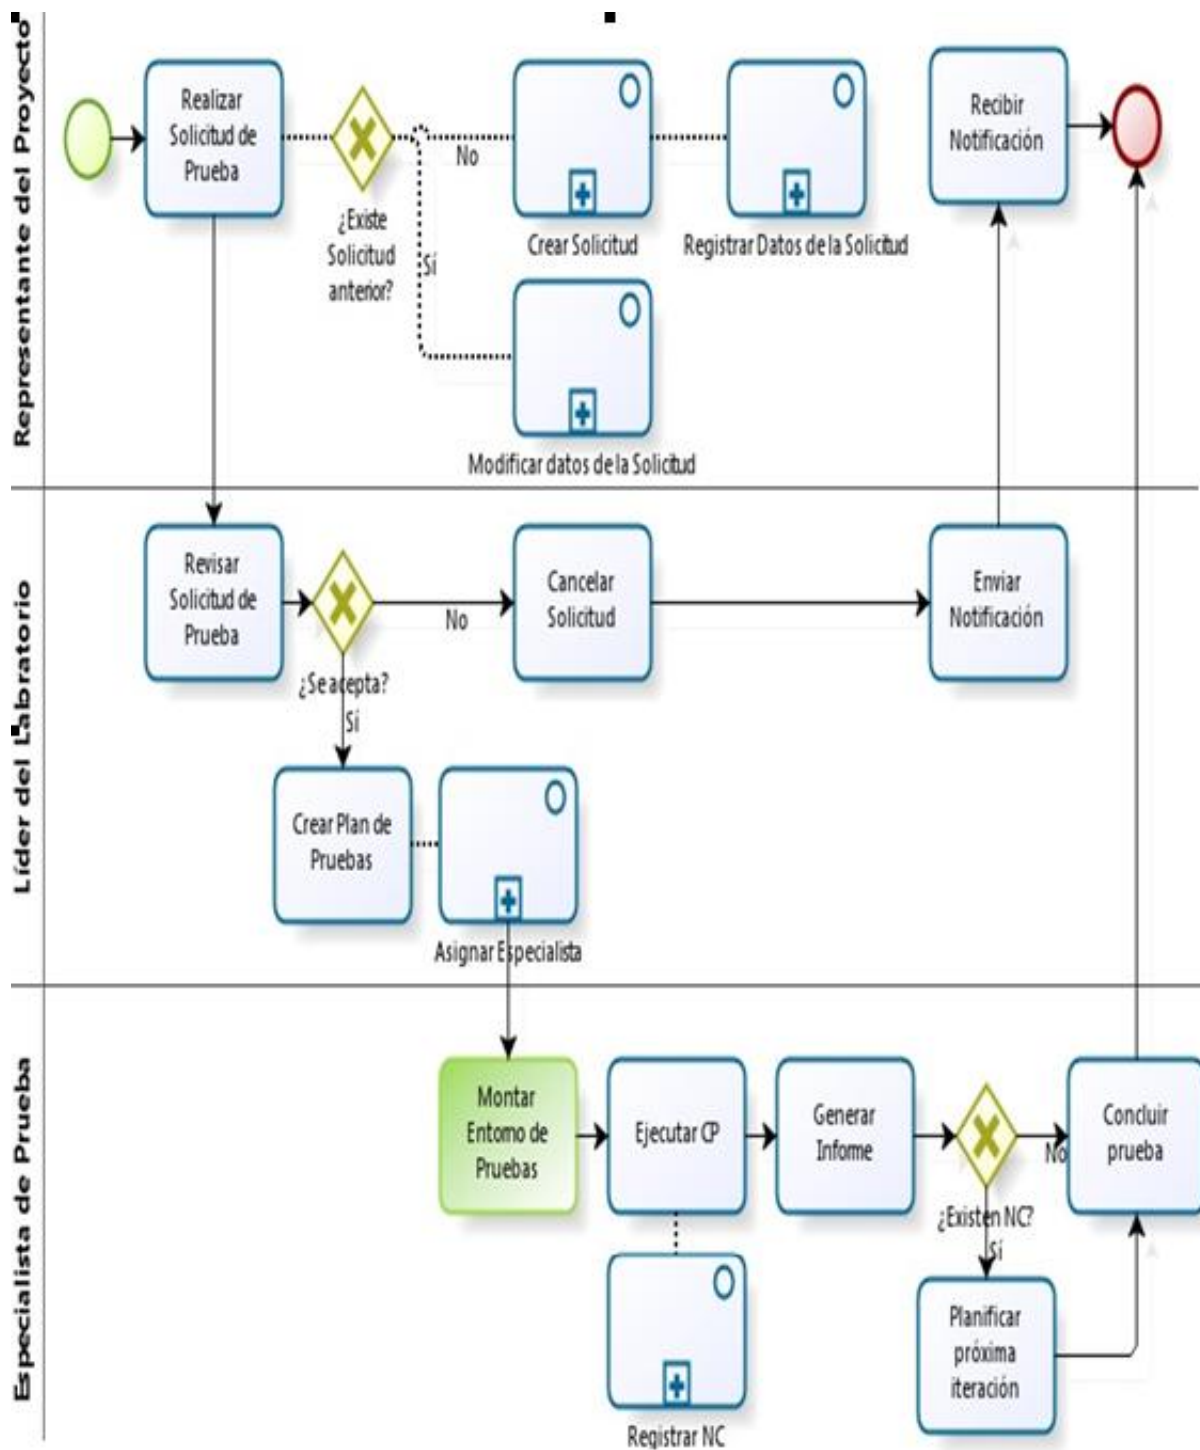 Representante del Proyecto
Realizar
Solicitud de
Prueba
¿Existe
Solicitud
anterior?
No
Sí
Crear Solicitud
Registrar Datos de la Solicitud
Modificar datos de la Solicitud
Recibir
Notificación
Líder del Labratorio
Revisar
Solicitud de
Prueba
¿Se acepta?
No
Sí
Cancelar
Solicitud
Enviar
Notificación
Crear Plan de
Pruebas
Asignar Especialista
Especialista de Prueba
Montar
Entorno de
Pruebas
Ejecutar CP
Generar
Informe
¿Existen NC?
No
Sí
Concluir
prueba
Planificar
próxima
iteración
Registrar NC